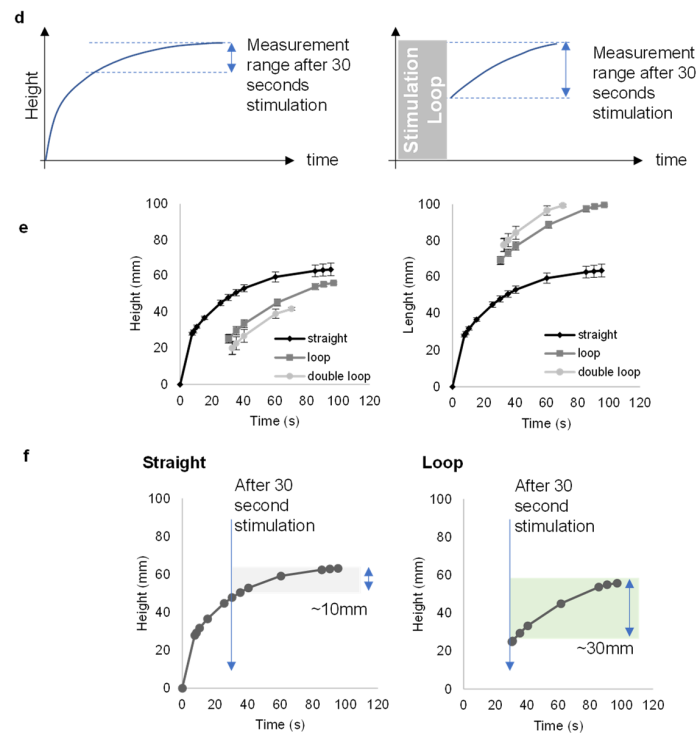 d
Height
Measurement
range after 30
seconds
stimulation
time
Stimulation
Loop
Measurement
range after 30
seconds
stimulation
time
e
Height (mm)
100
80
60
40
20
0
0 20 40 60 80 100 120
Time (s)
straight
loop
double loop
Lenght (mm)
100
80
60
40
20
0
0 20 40 60 80 100 120
Time (s)
straight
loop
double loop
f
Straight
After 30
second
stimulation
Height (mm)
100
80
60
40
20
0
~10mm
0 20 40 60 80 100 120
Time (s)
Loop
After 30
second
stimulation
Height (mm)
100
80
60
40
20
0
~30mm
0 20 40 60 80 100 120
Time (s)